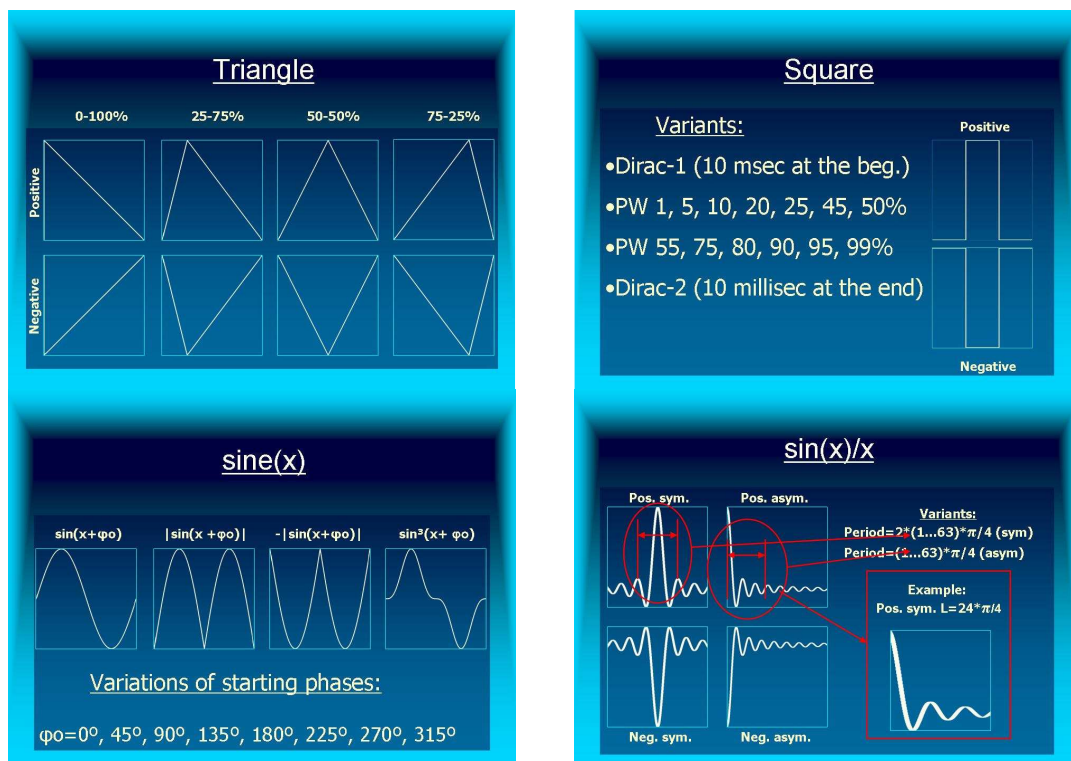 Triangle
0-100% 25-75% 50-50% 75-25%
Positive
Negative
Square
Variants:
Positive
•Dirac-1 (10 msec at the beg.)
•PW 1, 5, 10, 20, 25, 45, 50%
•PW 55, 75, 80, 90, 95, 99%
•Dirac-2 (10 millisec at the end)
Negative
sine(x)
sin(x+φo) |sin(x +φo)| -|sin(x+φo)| sin³(x+ φo)
Variations of starting phases:
φo=0º, 45º, 90º, 135º, 180º, 225º, 270º, 315º
sin(x)/x
Pos. sym. Pos. asym.
Variants:
Period=2*(1...63)*π/4 (sym)
Period=(1...63)*π/4 (asym)
Example:
Pos. sym. L=24*π/4
Neg. sym. Neg. asym.